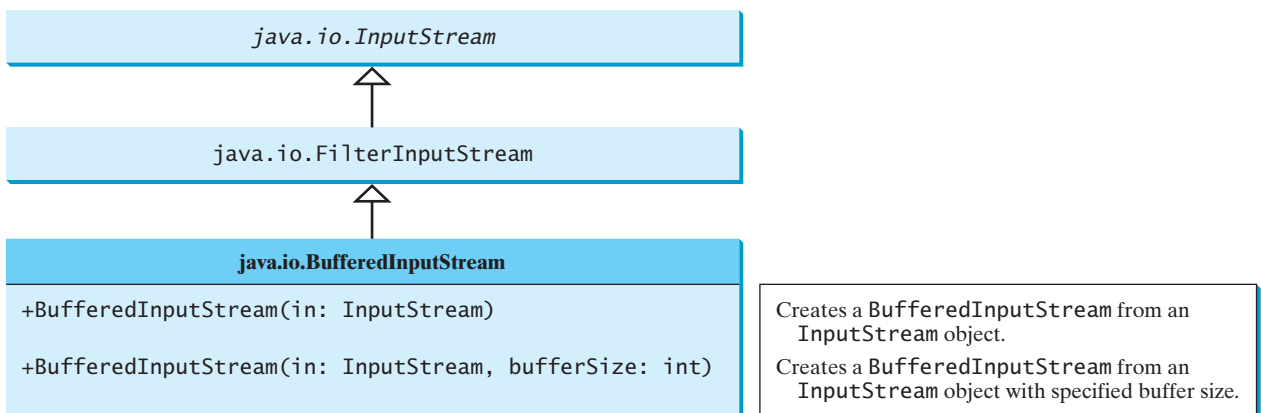 java.io.InputStream
java.io.FilterInputStream
java.io.BufferedInputStream
+BufferedInputStream(in: InputStream)
+BufferedInputStream(in: InputStream, bufferSize: int)
Creates a BufferedInputStream from an
InputStream object.
Creates a BufferedInputStream from an
InputStream object with specified buffer size.